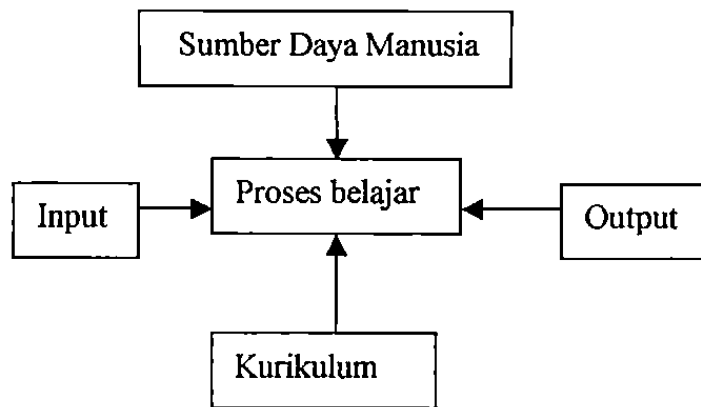 Sumber Daya Manusia
Proses belajar
Input
Output
Kurikulum